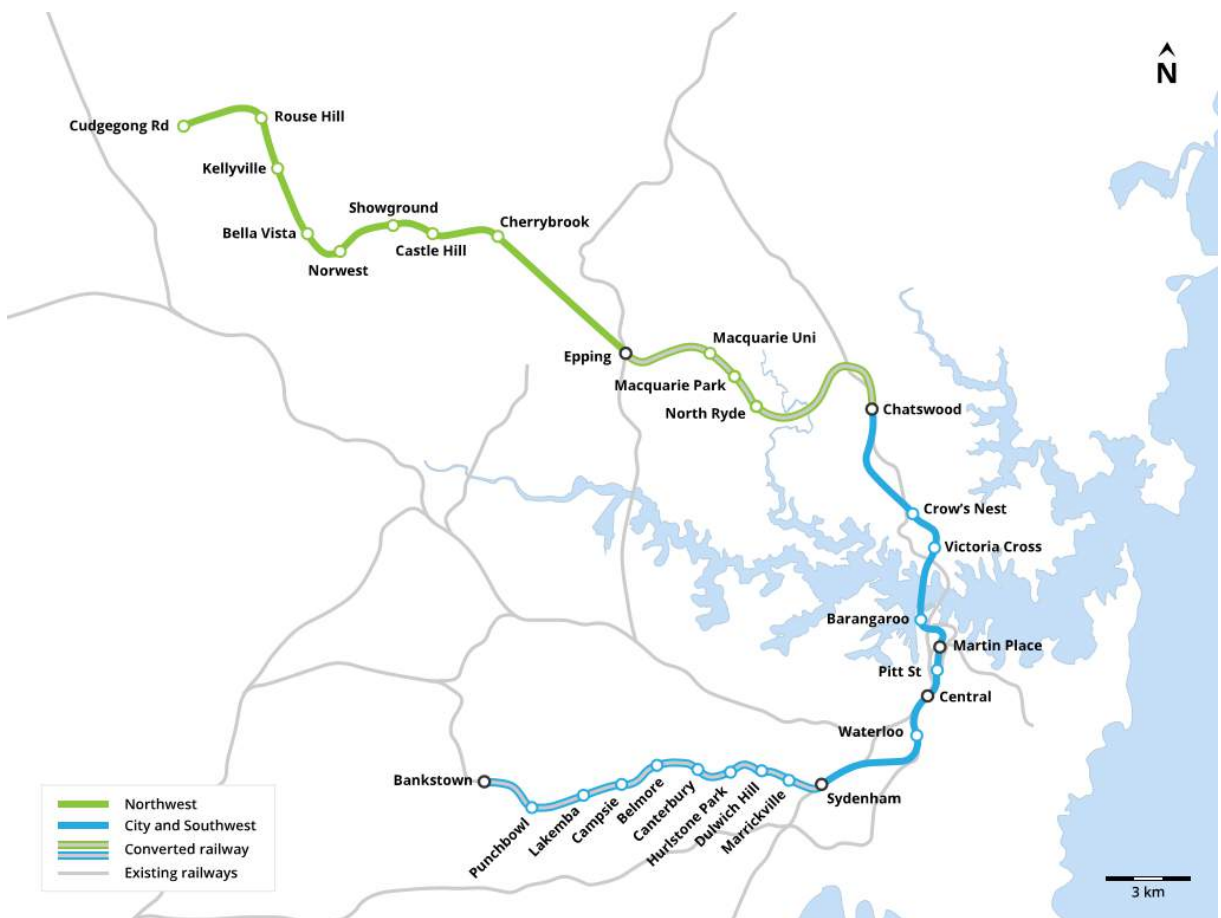 N
Cudgegong Rd
Rouse Hill
Kellyville
Showground
Cherrybrook
Bella Vista
Castle Hill
Norwest
Macquarie Uni
Epping
Macquarie Park
North Ryde
Chatswood
Crow's Nest
Victoria Cross
Barangaroo
Martin Place
Pitt St
Central
Waterloo
Bankstown
Sydenham
Punchbowl
Lakemba
Campsie
Belmore
Canterbury
Hurlstone Park
Dulwich Hill
Marrickville
Northwest
City and Southwest
Converted railway
Existing railways
3 km